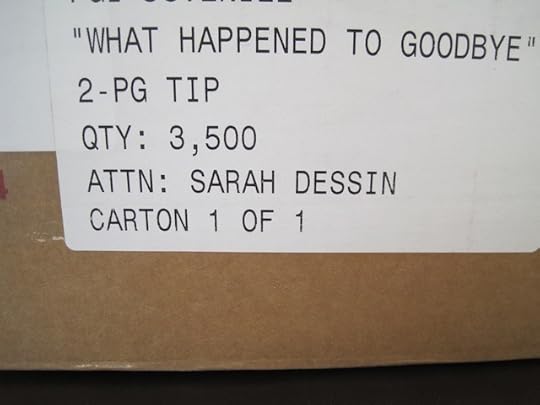 "WHAT HAPPENED TO GOODBYE"
2-PG TIP
QTY: 3,500
ATTN: SARAH DESSIN
CARTON 1 OF 1